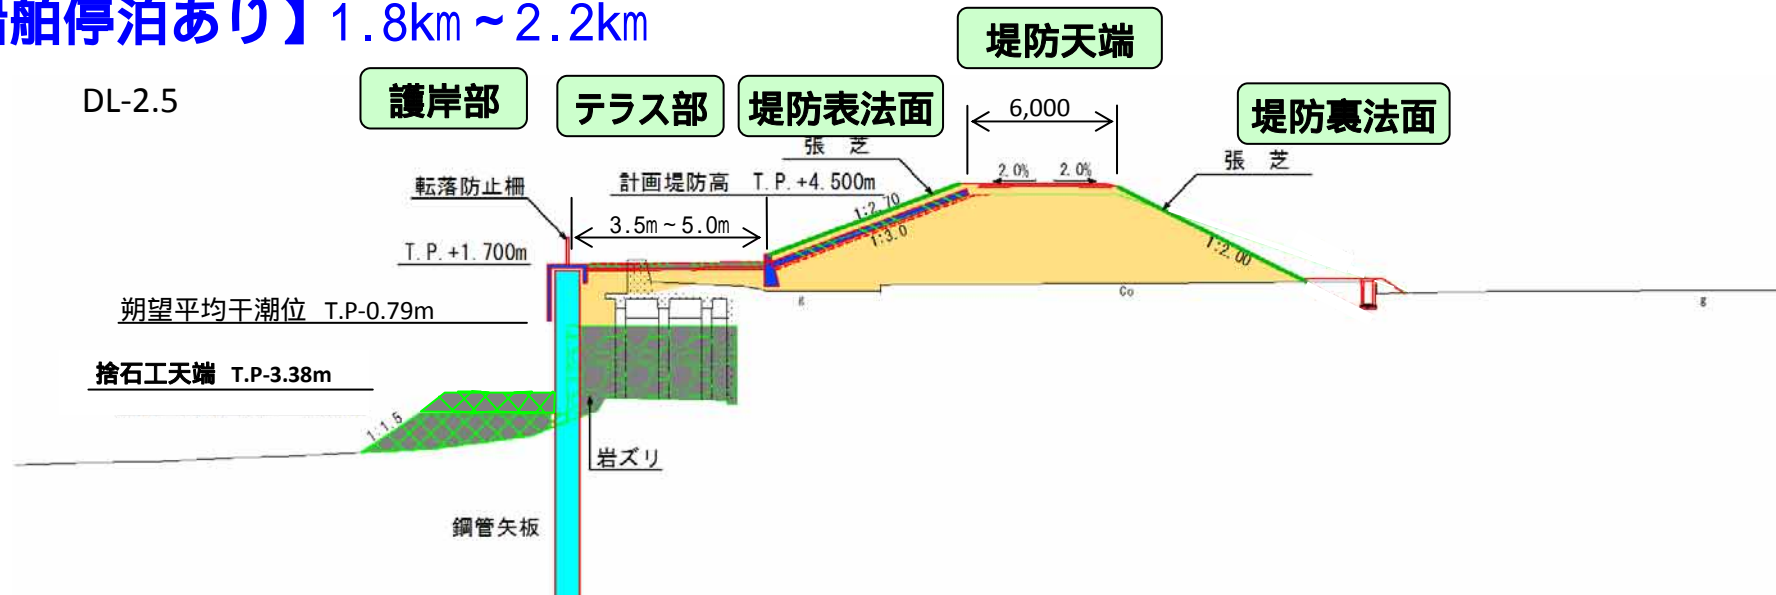 舶停泊あり】1.8km～2.2km
堤防天端
DL-2.5
護岸部
テラス部
堤防表法面
6,000
堤防裏法面
張 芝
張 芝
転落防止柵
計画堤防高 T.P.+4.500m
2.0% 2.0%
1:2.70
3.5m～5.0m
1:3.0
1:2.00
T.P.+1.700m
g
Co
g
朔望平均干潮位 T.P-0.79m
捨石工天端 T.P-3.38m
1:1.5
岩ズリ
鋼管矢板